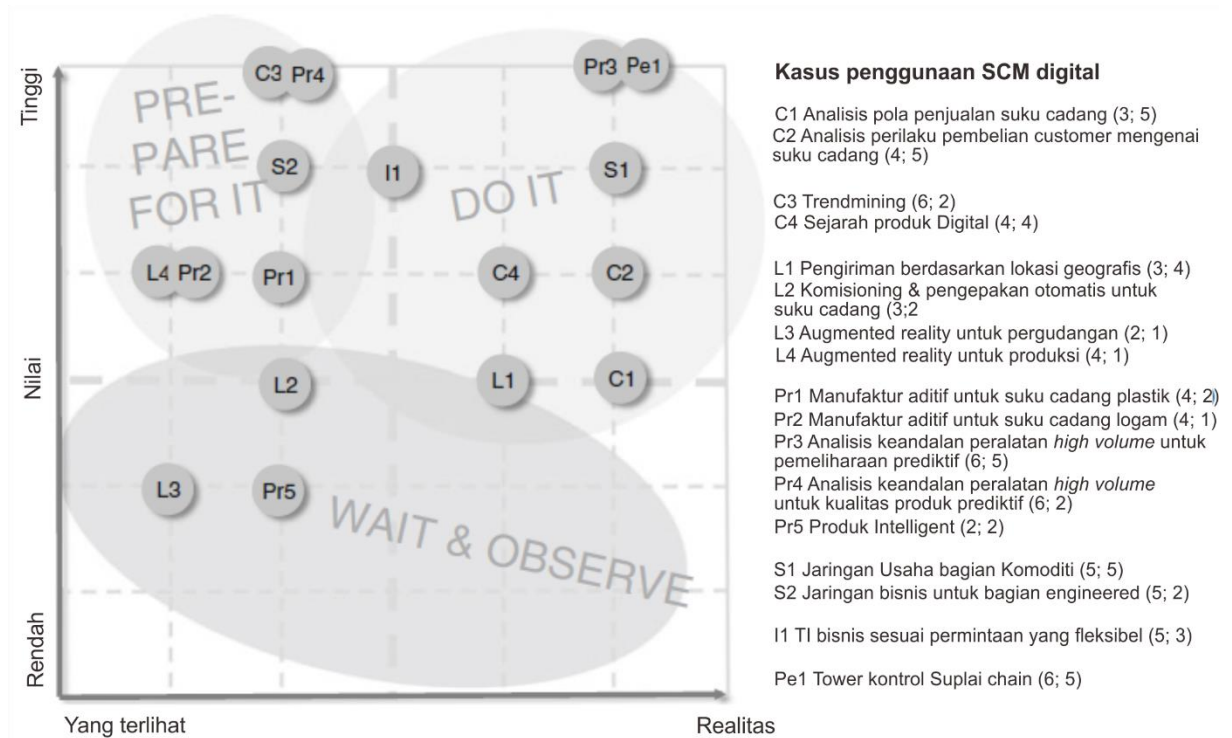 Tinggi
Nilai
Rendah
Yang terlihat
Realitas
PRE-
PARE
FOR IT
DO IT
WAIT & OBSERVE
C3
Pr4
Pr3
Pe1
S2
I1
S1
L4
Pr2
Pr1
C4
C2
L2
L1
C1
L3
Pr5
Kasus penggunaan SCM digital
C1 Analisis pola penjualan suku cadang (3; 5)
C2 Analisis perilaku pembelian customer mengenai
suku cadang (4; 5)
C3 Trendmining (6; 2)
C4 Sejarah produk Digital (4; 4)
L1 Pengiriman berdasarkan lokasi geografis (3; 4)
L2 Komisioning & pengepakan otomatis untuk
suku cadang (3;2
L3 Augmented reality untuk pergudangan (2; 1)
L4 Augmented reality untuk produksi (4; 1)
Pr1 Manufaktur aditif untuk suku cadang plastik (4; 2)
Pr2 Manufaktur aditif untuk suku cadang logam (4; 1)
Pr3 Analisis keandalan peralatan high volume untuk
pemeliharaan prediktif (6; 5)
Pr4 Analisis keandalan peralatan high volume
untuk kualitas produk prediktif (6; 2)
Pr5 Produk Intelligent (2; 2)
S1 Jaringan Usaha bagian Komoditi (5; 5)
S2 Jaringan bisnis untuk bagian engineered (5; 2)
I1 TI bisnis sesuai permintaan yang fleksibel (5; 3)
Pe1 Tower kontrol Suplai chain (6; 5)